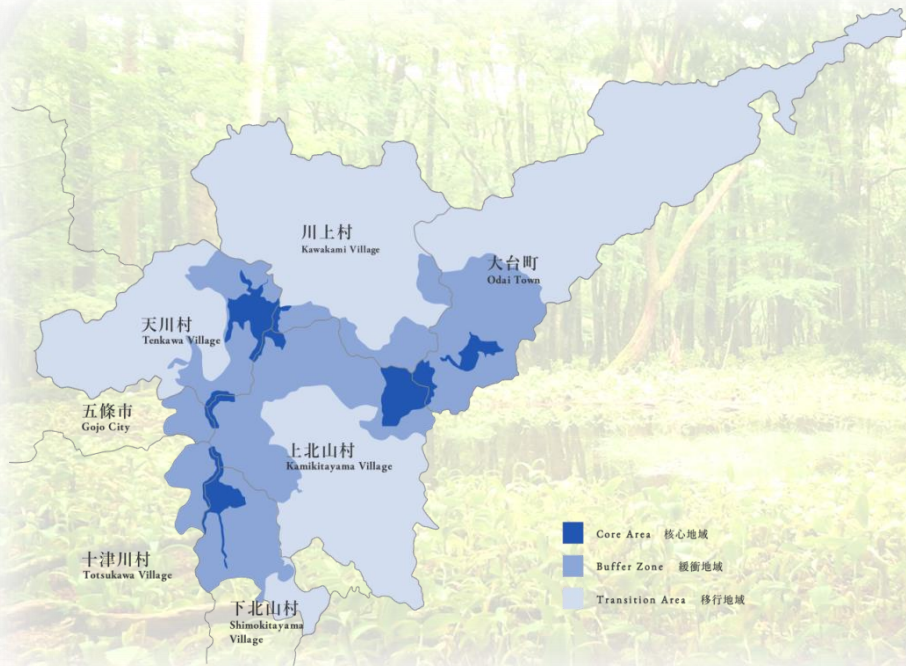 川上村
Kawakami Village
大台町
Odai Town
天川村
Tenkawa Village
五條市
Gojo City
上北山村
Kamikitayama Village
Core Area 核心地域
Buffer Zone 緩衝地域
十津川村
Totsukawa Village
Transition Area 移行地域
下北山村
Shimokitayama
Village